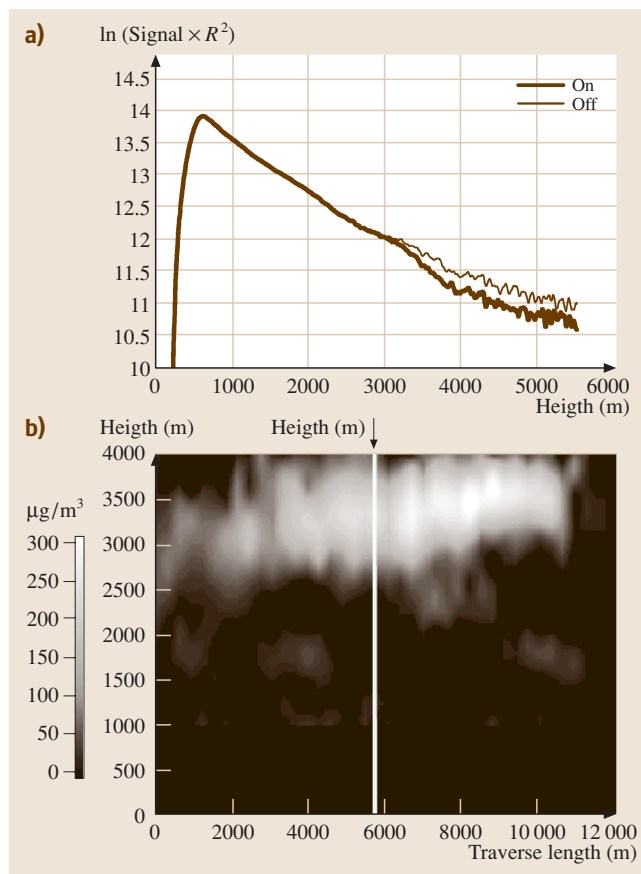 a)
ln (Signal × R²)
14.5
14
13.5
13
12.5
12
11.5
11
10.5
10
On
Off
0 1000 2000 3000 4000 5000 6000
Heigth (m)
b)
Heigth (m)
Heigth (m)
µg/m³
300
250
200
150
100
50
0
4000
3500
3000
2500
2000
1500
1000
500
0
0 2000 4000 6000 8000 10 000 12 000
Traverse length (m)